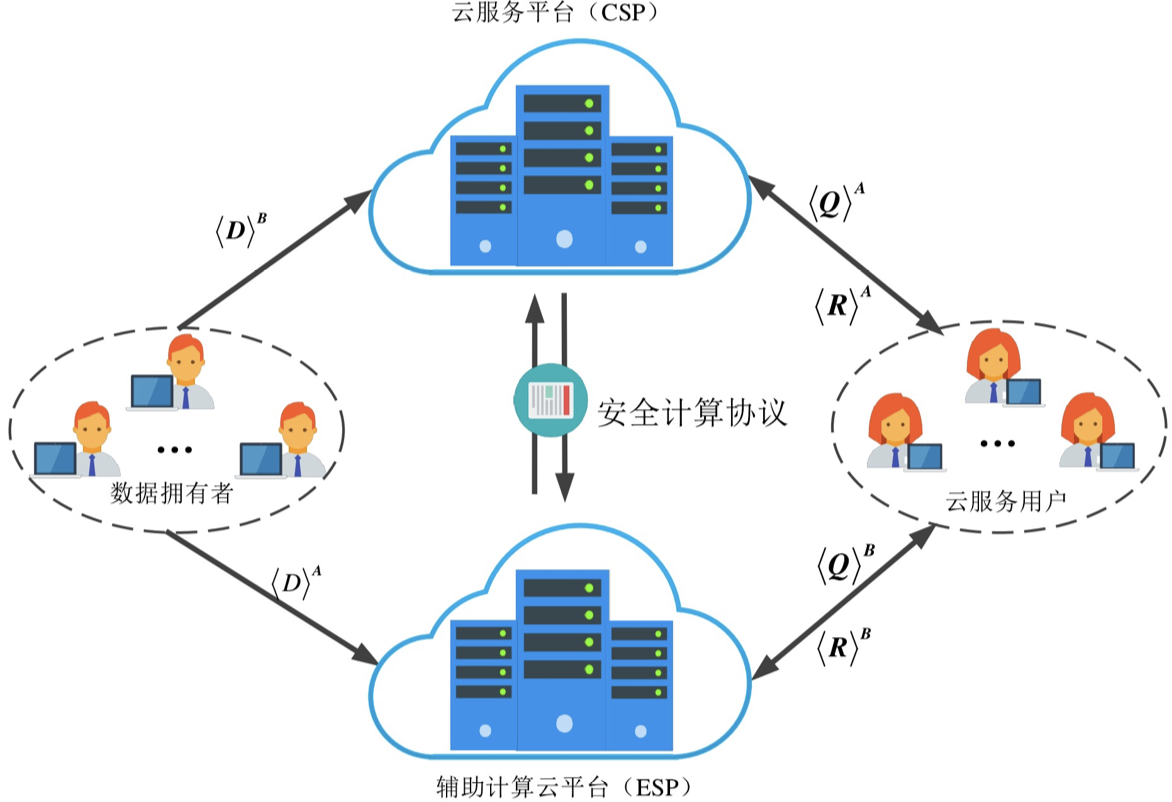 云服务平台（CSP）
⟨D⟩^B
⟨Q⟩^A
⟨R⟩^A
安全计算协议
...
数据拥有者
...
云服务用户
⟨D⟩^A
⟨Q⟩^B
⟨R⟩^B
辅助计算云平台（ESP）